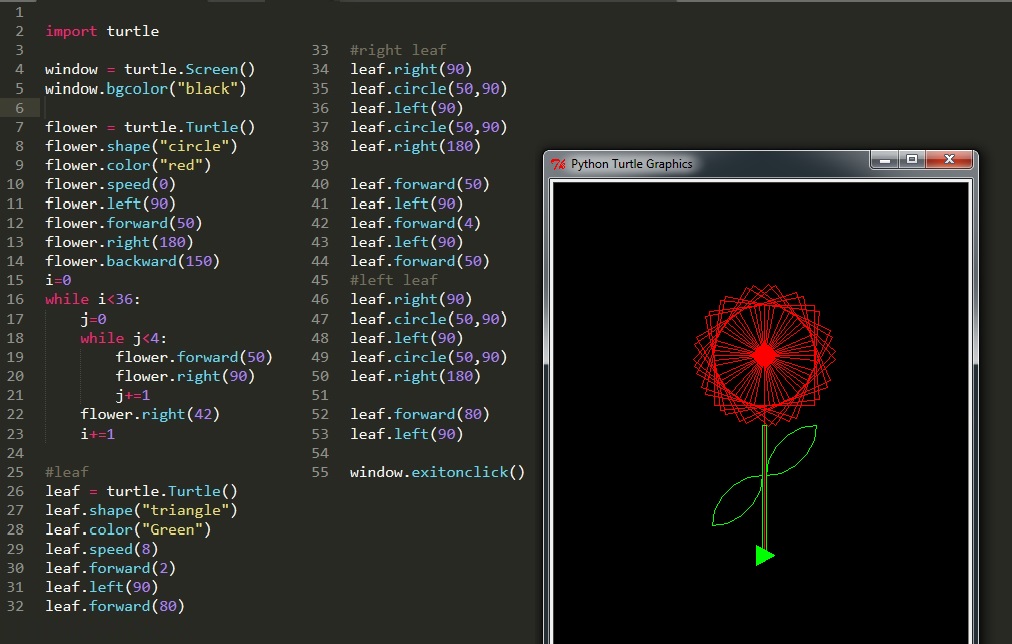 1
2 import turtle
3
4 window = turtle.Screen()
5 window.bgcolor("black")
6
7 flower = turtle.Turtle()
8 flower.shape("circle")
9 flower.color("red")
10 flower.speed(0)
11 flower.left(90)
12 flower.forward(50)
13 flower.right(180)
14 flower.backward(150)
15 i=0
16 while i<36:
17     j=0
18     while j<4:
19         flower.forward(50)
20         flower.right(90)
21         j+=1
22     flower.right(42)
23     i+=1
24
25 #leaf
26 leaf = turtle.Turtle()
27 leaf.shape("triangle")
28 leaf.color("Green")
29 leaf.speed(8)
30 leaf.forward(2)
31 leaf.left(90)
32 leaf.forward(80)
33 #right leaf
34 leaf.right(90)
35 leaf.circle(50,90)
36 leaf.left(90)
37 leaf.circle(50,90)
38 leaf.right(180)
39
40 leaf.forward(50)
41 leaf.left(90)
42 leaf.forward(4)
43 leaf.left(90)
44 leaf.forward(50)
45 #left leaf
46 leaf.right(90)
47 leaf.circle(50,90)
48 leaf.left(90)
49 leaf.circle(50,90)
50 leaf.right(180)
51
52 leaf.forward(80)
53 leaf.left(90)
54
55 window.exitonclick()
Python Turtle Graphics